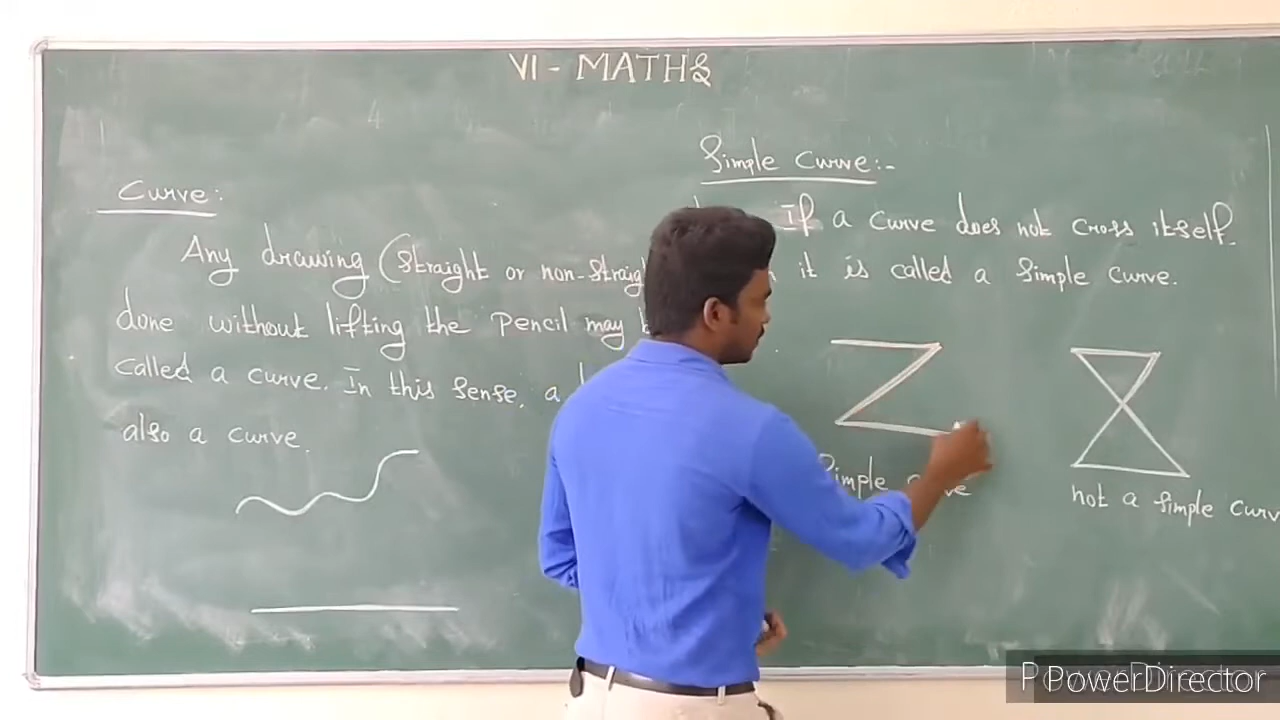 VI - MATHS
Curve:
Any drawing (straight or non-straigh
done without lifting the pencil may
called a curve. In this sense, a
also a curve.
Simple Curve:-
If a curve does not cross itself.
it is called a simple curve.
Simple
not a simple curv
PowerDirector